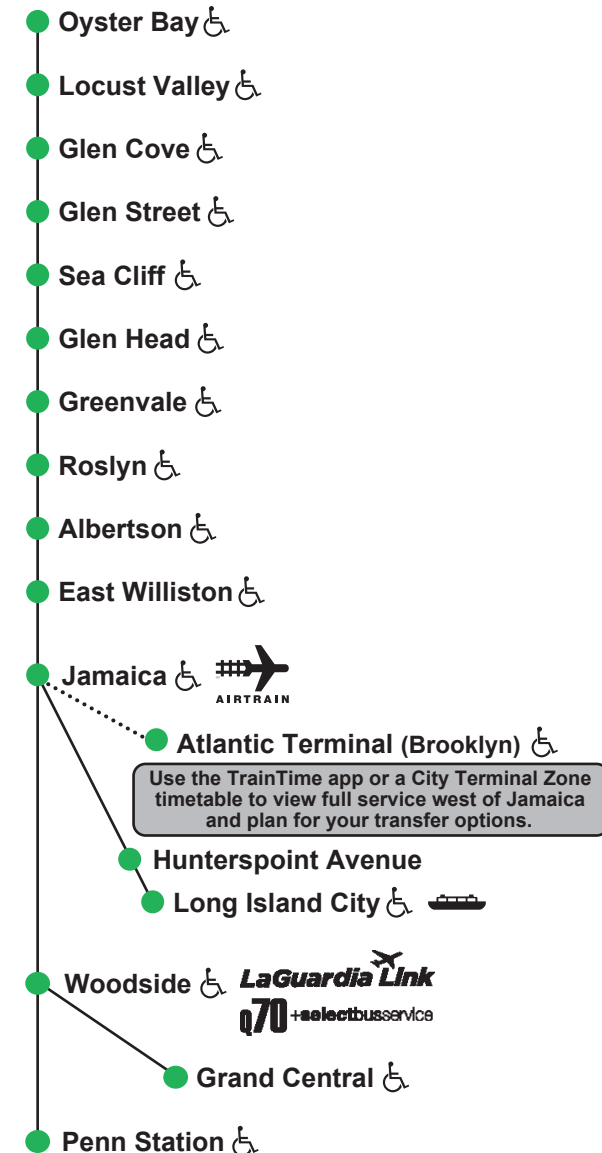 Oyster Bay
Locust Valley
Glen Cove
Glen Street
Sea Cliff
Glen Head
Greenvale
Roslyn
Albertson
East Williston
Jamaica
AIRTRAIN
Atlantic Terminal (Brooklyn)
Use the TrainTime app or a City Terminal Zone
timetable to view full service west of Jamaica
and plan for your transfer options.
Hunterspoint Avenue
Long Island City
Woodside
LaGuardia Link
Q70 +selectbusservice
Grand Central
Penn Station